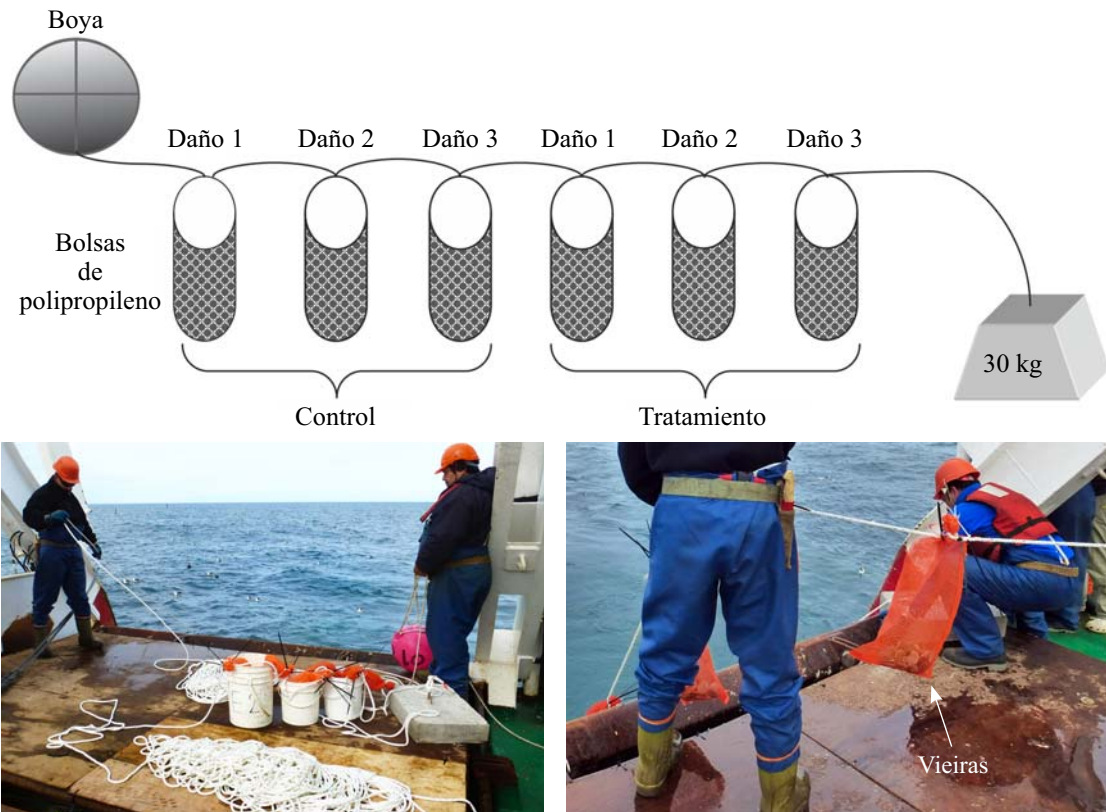 Boya
Daño 1 Daño 2 Daño 3 Daño 1 Daño 2 Daño 3
Bolsas
de
polipropileno
30 kg
Control Tratamiento
Vieiras